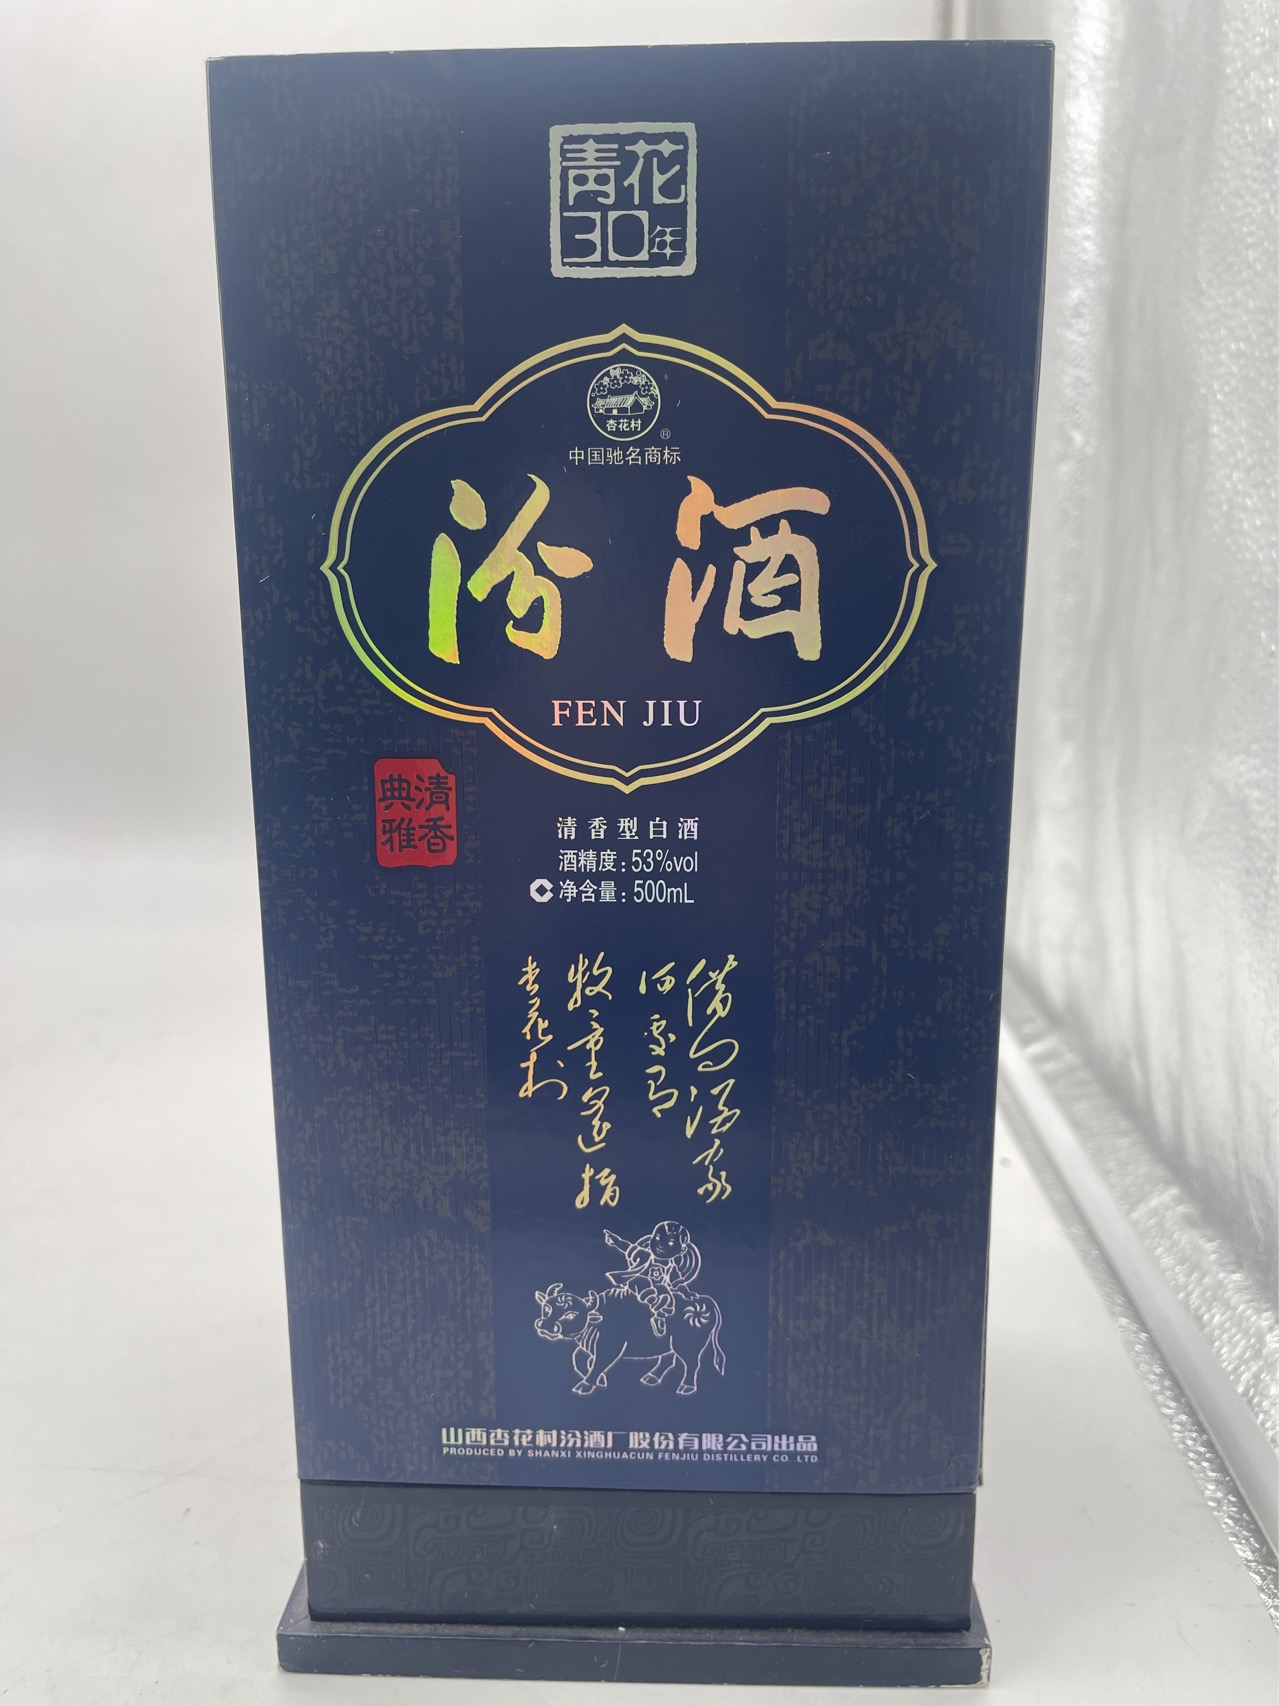 青花
30年
杏花村
®
中国驰名商标
汾酒
FEN JIU
清香
典雅
清香型白酒
酒精度：53%vol
净含量：500mL
借问酒家
何处有
牧童遥指
杏花村
山西杏花村汾酒厂股份有限公司出品
PRODUCED BY SHANXI XINGHUACUN FENJIU DISTILLERY CO. LTD.